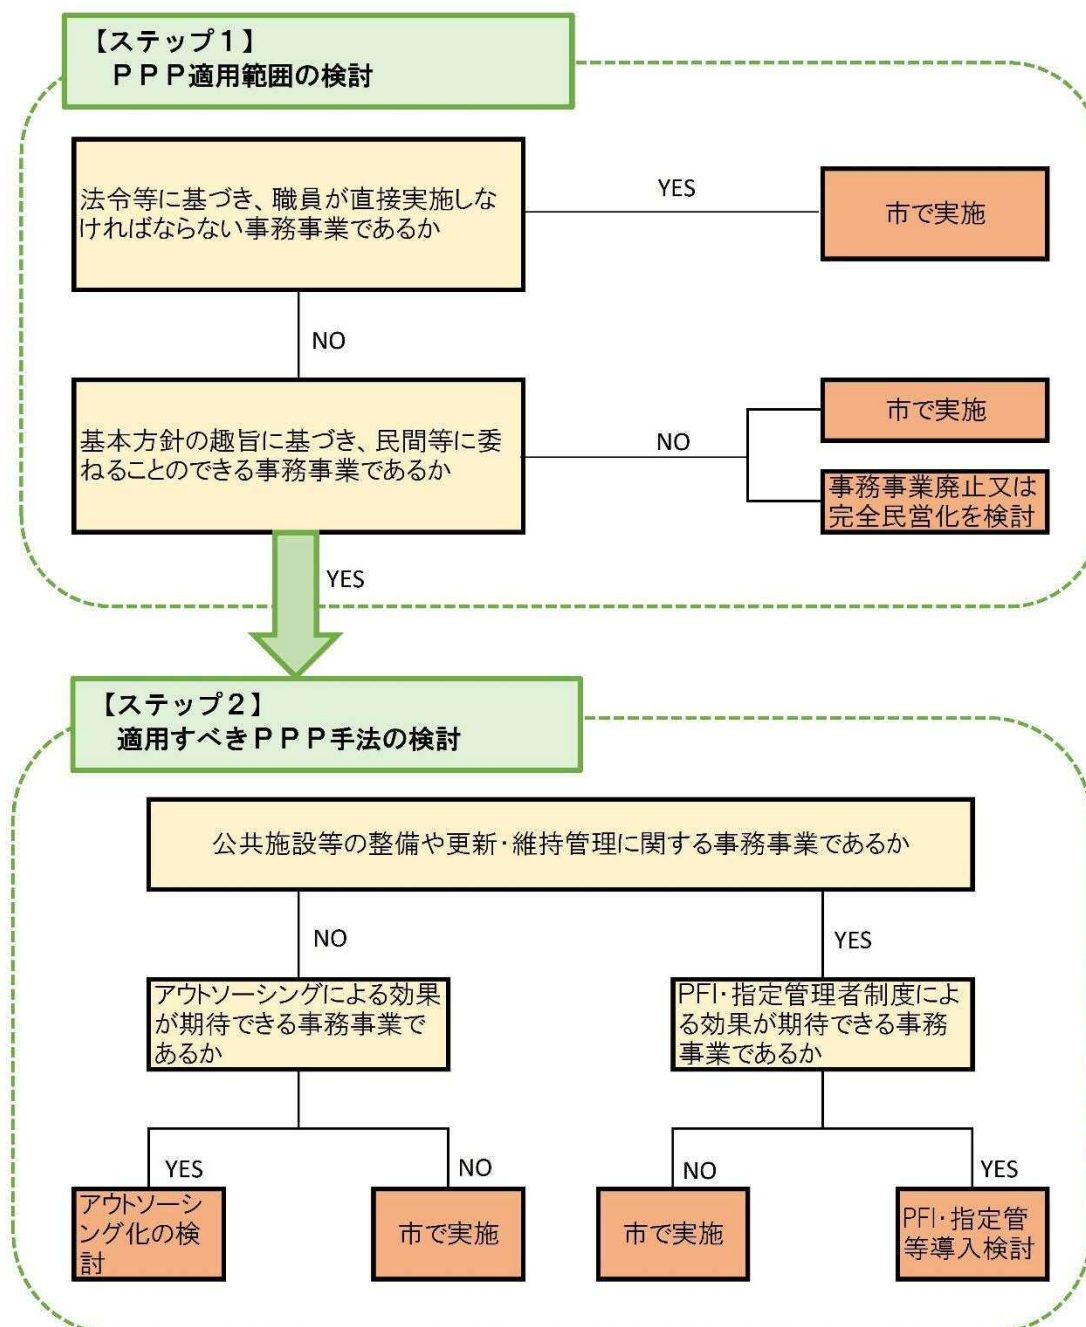 【ステップ１】
ＰＰＰ適用範囲の検討
法令等に基づき、職員が直接実施しな
ければならない事務事業であるか
YES
市で実施
NO
基本方針の趣旨に基づき、民間等に委
ねることのできる事務事業であるか
NO
市で実施
事務事業廃止又は
完全民営化を検討
YES
【ステップ２】
適用すべきＰＰＰ手法の検討
公共施設等の整備や更新・維持管理に関する事務事業であるか
NO
YES
アウトソーシングによる効果
が期待できる事務事業で
あるか
PFI・指定管理者制度によ
る効果が期待できる事務
事業であるか
YES
NO
NO
YES
アウトソーシ
ング化の検
討
市で実施
市で実施
PFI・指定管
等導入検討